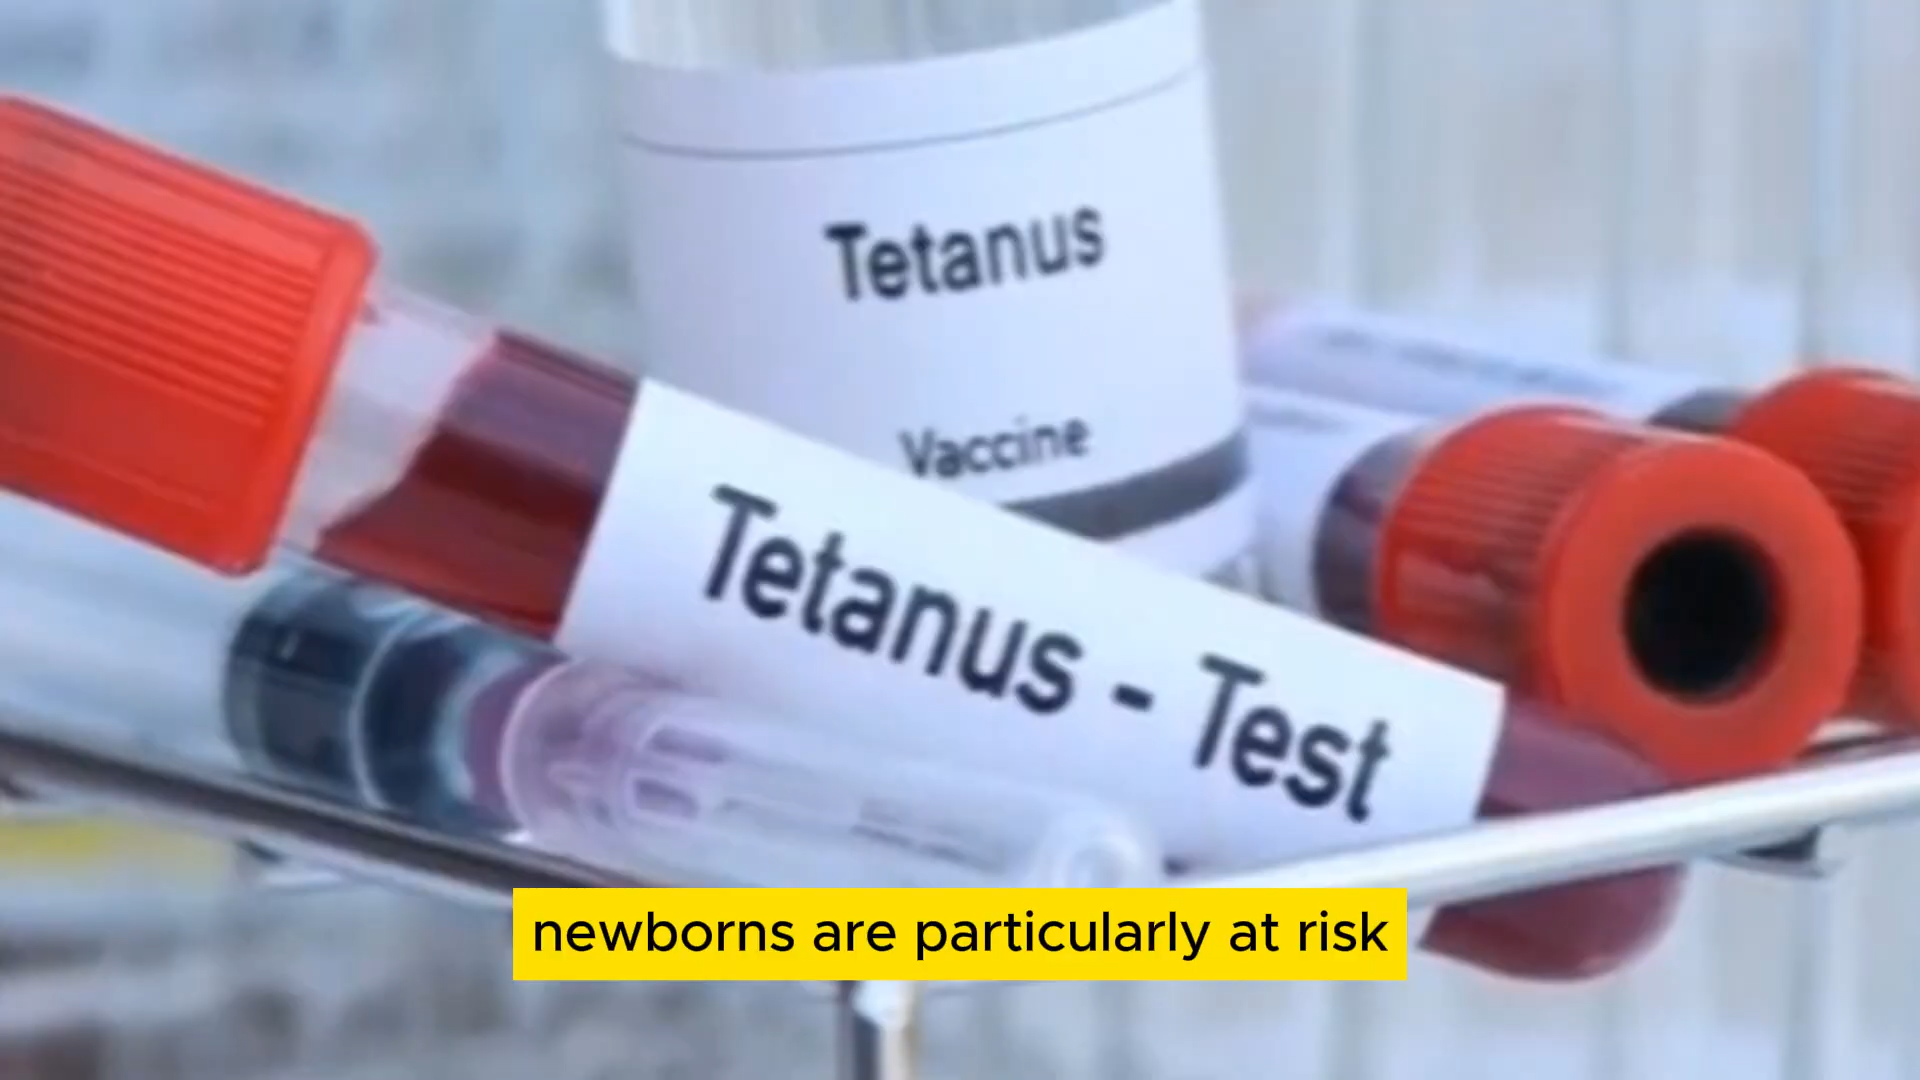 Tetanus
Vaccine
Tetanus - Test
newborns are particularly at risk